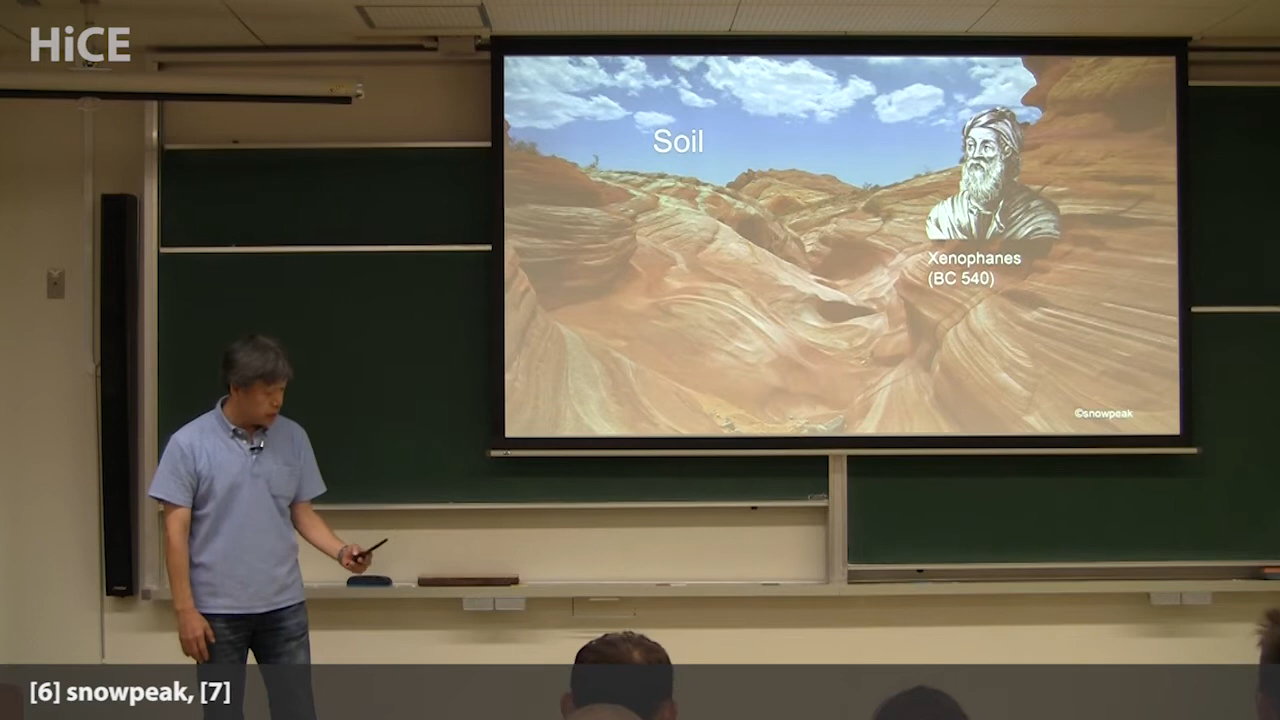 HiCE
Soil
Xenophanes
(BC 540)
©snowpeak
[6] snowpeak, [7]